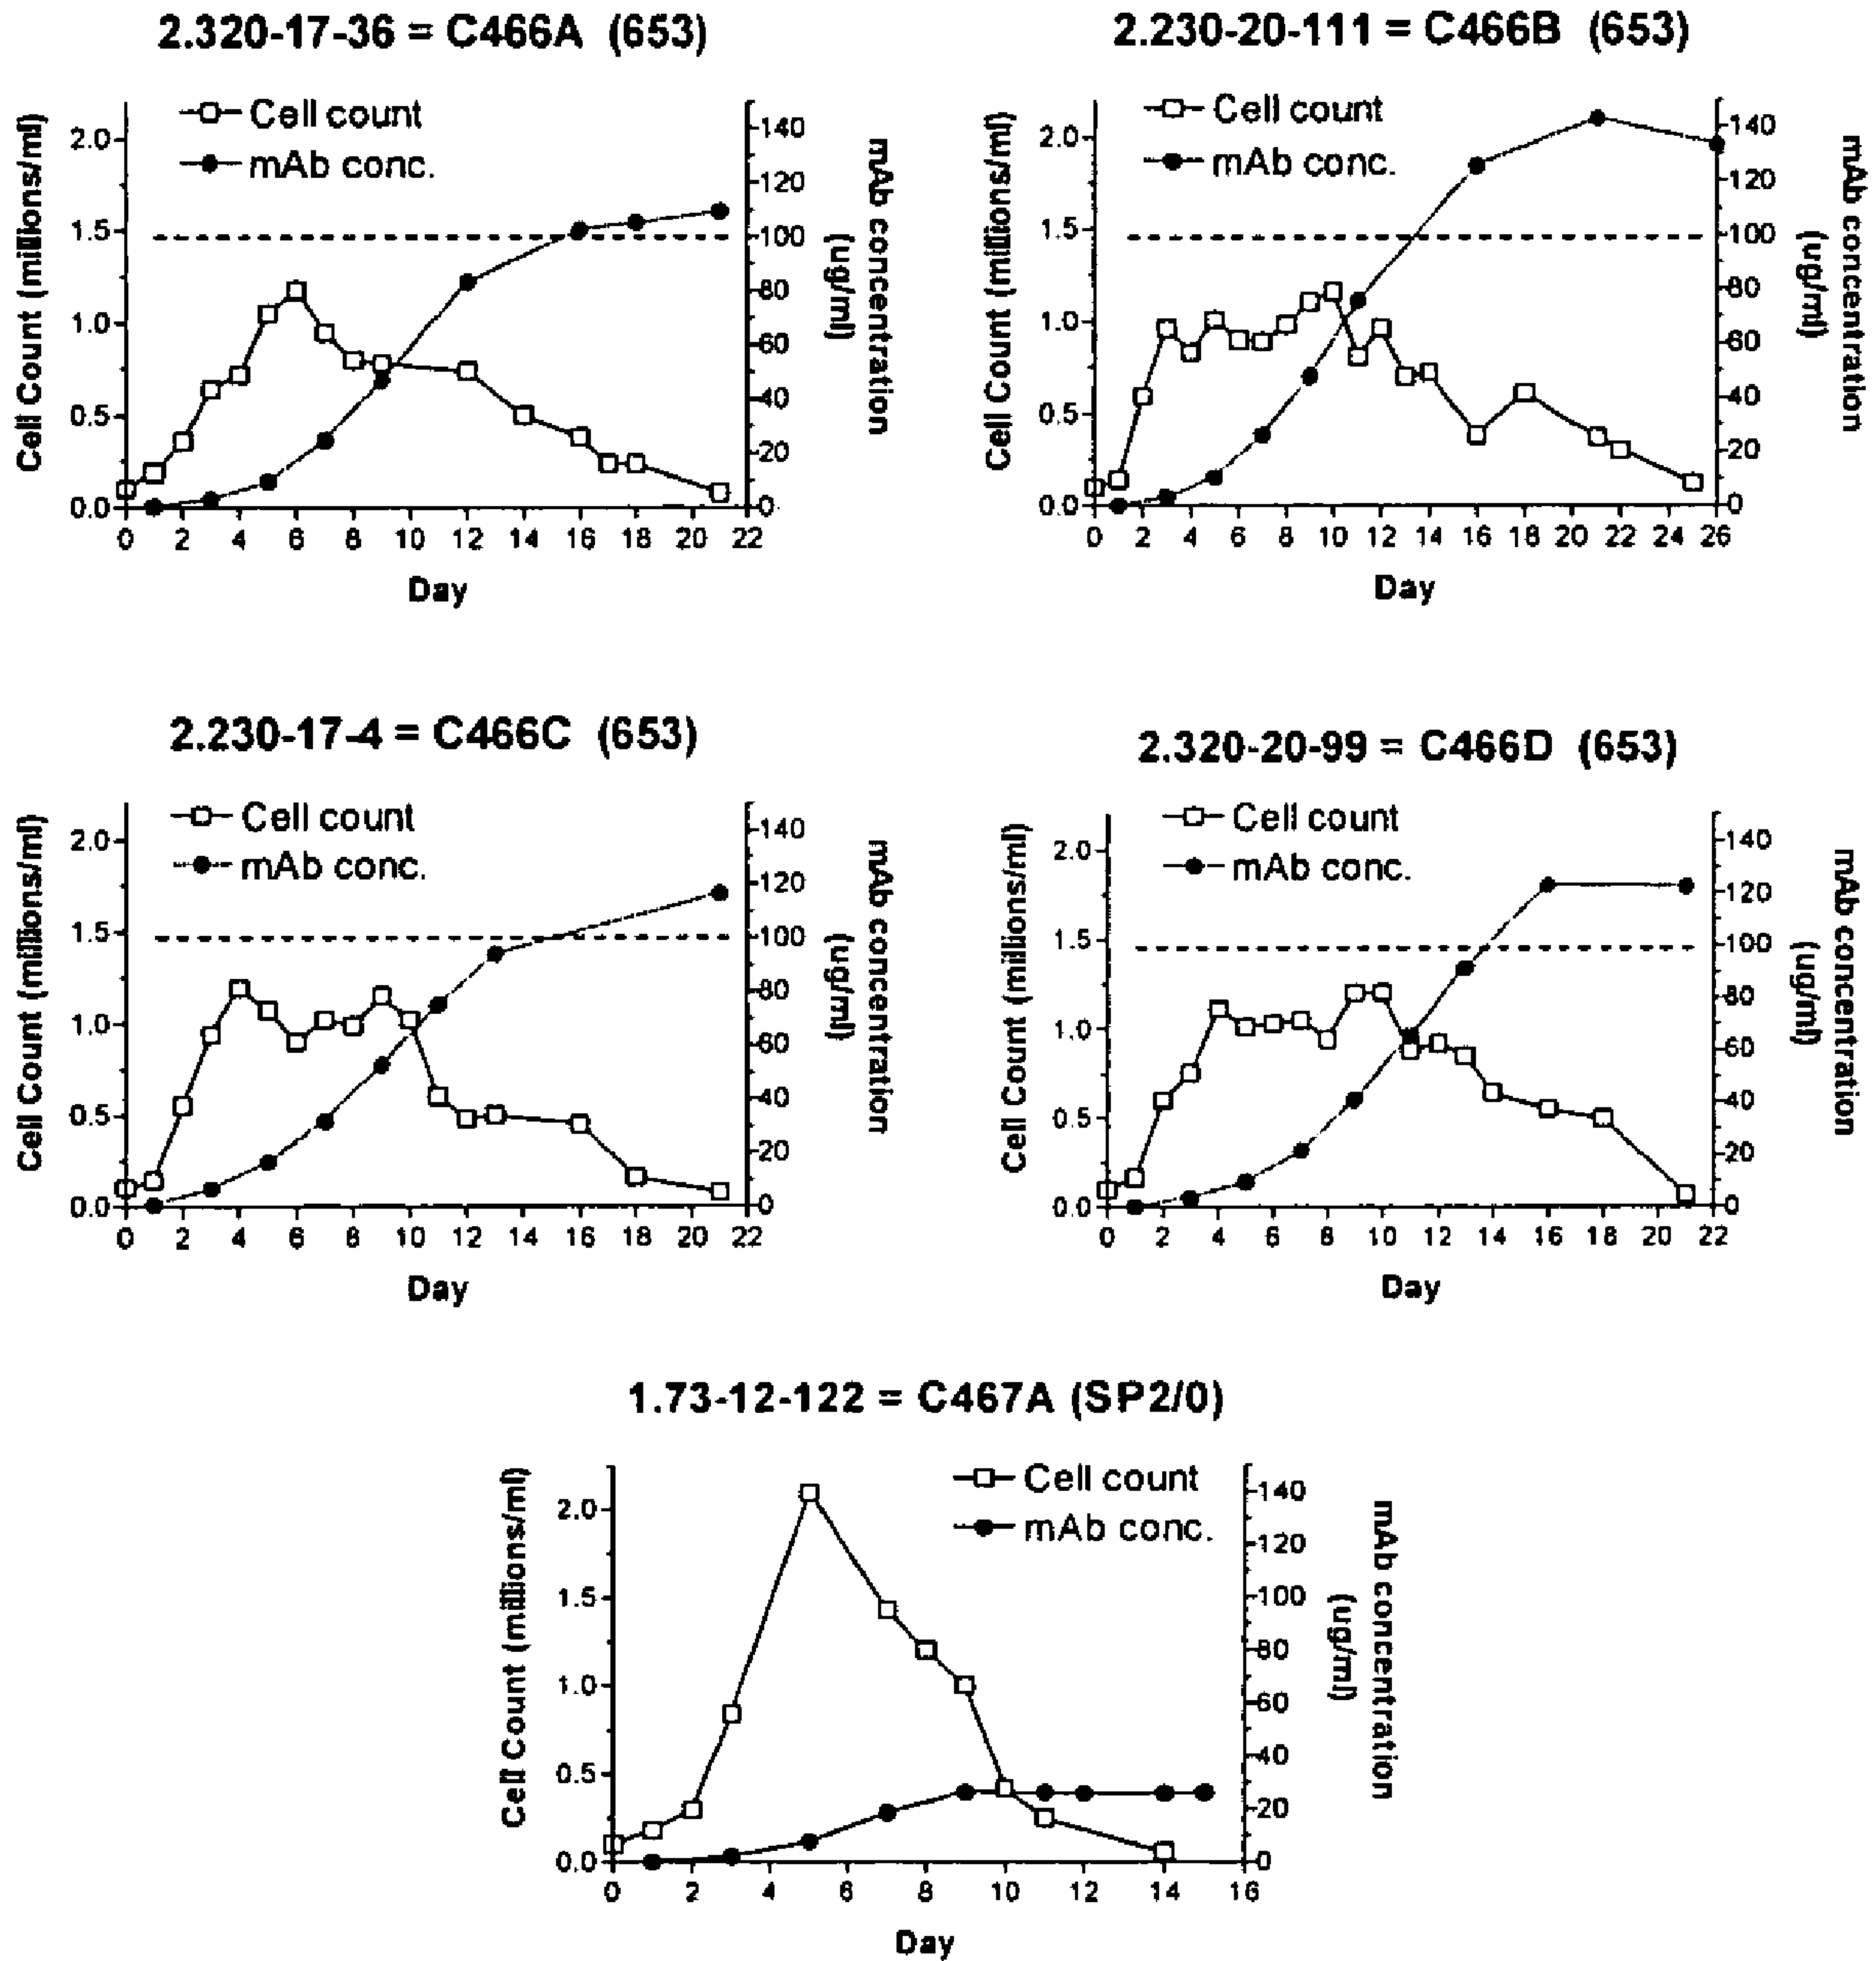 2.320-17-36 = C466A (653)
Cell count
mAb conc.
Cell Count (millions/ml)
2.0
1.5
1.0
0.5
0.0
140
120
100
80
60
40
20
0
mAb concentration
(ug/ml)
0 2 4 6 8 10 12 14 16 18 20 22
Day
2.230-20-111 = C466B (653)
Cell count
mAb conc.
Cell Count (millions/ml)
2.0
1.5
1.0
0.5
0.0
140
120
100
80
60
40
20
0
mAb concentration
(ug/ml)
0 2 4 6 8 10 12 14 16 18 20 22 24 26
Day
2.230-17-4 = C466C (653)
Cell count
mAb conc.
Cell Count (millions/ml)
2.0
1.5
1.0
0.5
0.0
140
120
100
80
60
40
20
0
mAb concentration
(ug/ml)
0 2 4 6 8 10 12 14 16 18 20 22
Day
2.320-20-99 = C466D (653)
Cell count
mAb conc.
Cell Count (millions/ml)
2.0
1.5
1.0
0.5
0.0
140
120
100
80
60
40
20
0
mAb concentration
(ug/ml)
0 2 4 6 8 10 12 14 16 18 20 22
Day
1.73-12-122 = C467A (SP2/0)
Cell count
mAb conc.
Cell Count (millions/ml)
2.0
1.5
1.0
0.5
0.0
140
120
100
80
60
40
20
0
mAb concentration
(ug/ml)
0 2 4 6 8 10 12 14 16
Day